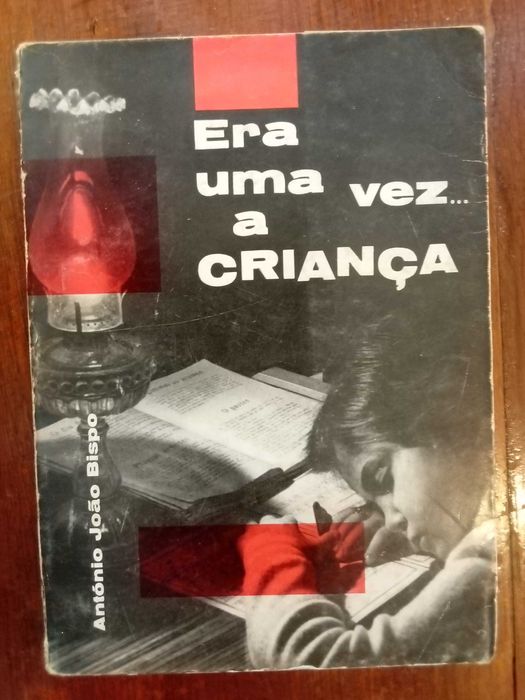 Era
uma vez...
a
CRIANÇA
António João Bispo